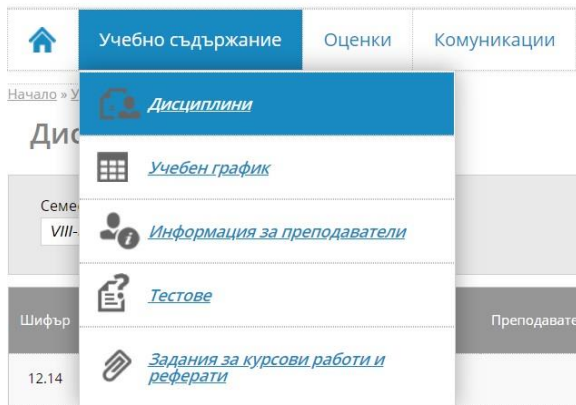 Учебно съдържание Оценки Комуникации
Начало »
Дисциплини
Учебен график
Семе
VIII-
Информация за преподаватели
Тестове
Шифър Преподавате
Задания за курсови работи и
реферати
12.14